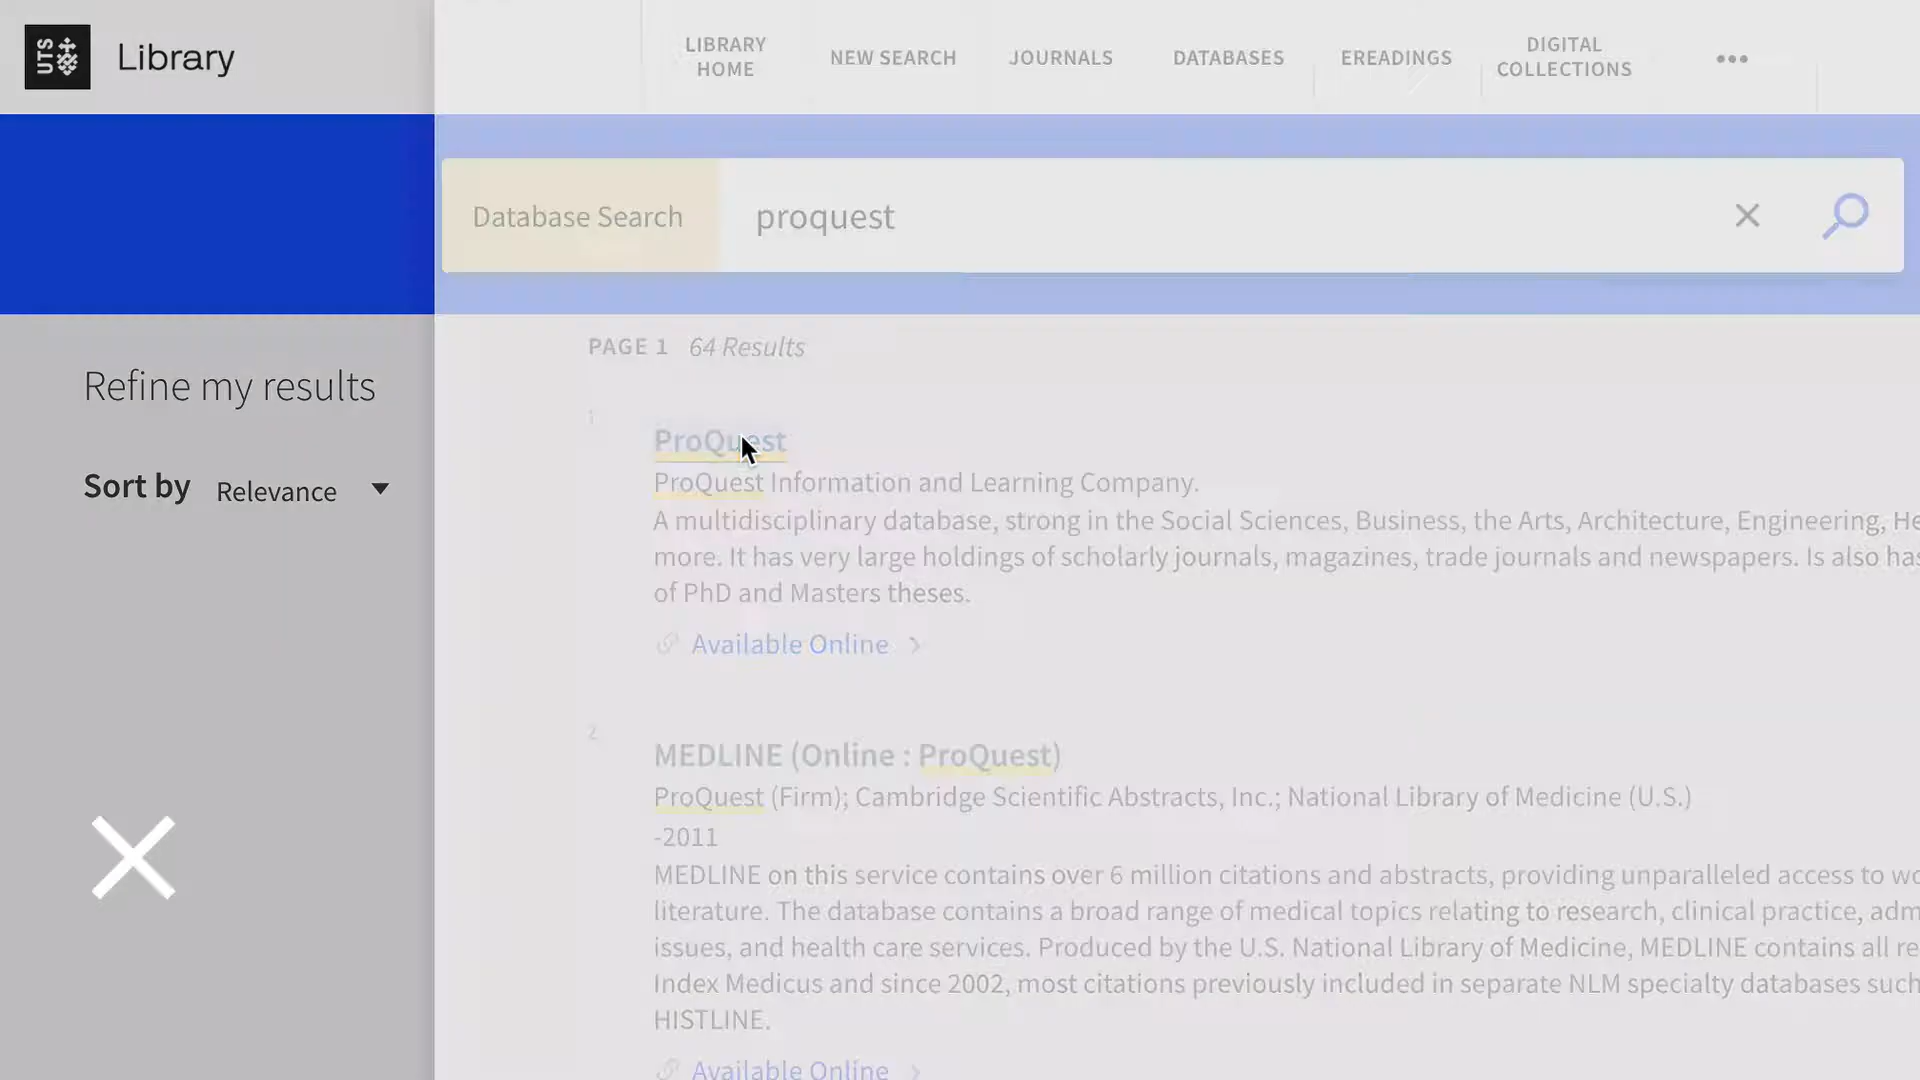 UTS
Library
LIBRARY
HOME
NEW SEARCH
JOURNALS
DATABASES
EREADINGS
DIGITAL
COLLECTIONS
•••
Database Search
proquest
PAGE 1 64 Results
Refine my results
Sort by Relevance
1
ProQuest
ProQuest Information and Learning Company.
A multidisciplinary database, strong in the Social Sciences, Business, the Arts, Architecture, Engineering, He
more. It has very large holdings of scholarly journals, magazines, trade journals and newspapers. Is also has
of PhD and Masters theses.
Available Online
2
MEDLINE (Online : ProQuest)
ProQuest (Firm); Cambridge Scientific Abstracts, Inc.; National Library of Medicine (U.S.)
-2011
MEDLINE on this service contains over 6 million citations and abstracts, providing unparalleled access to wo
literature. The database contains a broad range of medical topics relating to research, clinical practice, adm
issues, and health care services. Produced by the U.S. National Library of Medicine, MEDLINE contains all re
Index Medicus and since 2002, most citations previously included in separate NLM specialty databases such
HISTLINE.
Available Online